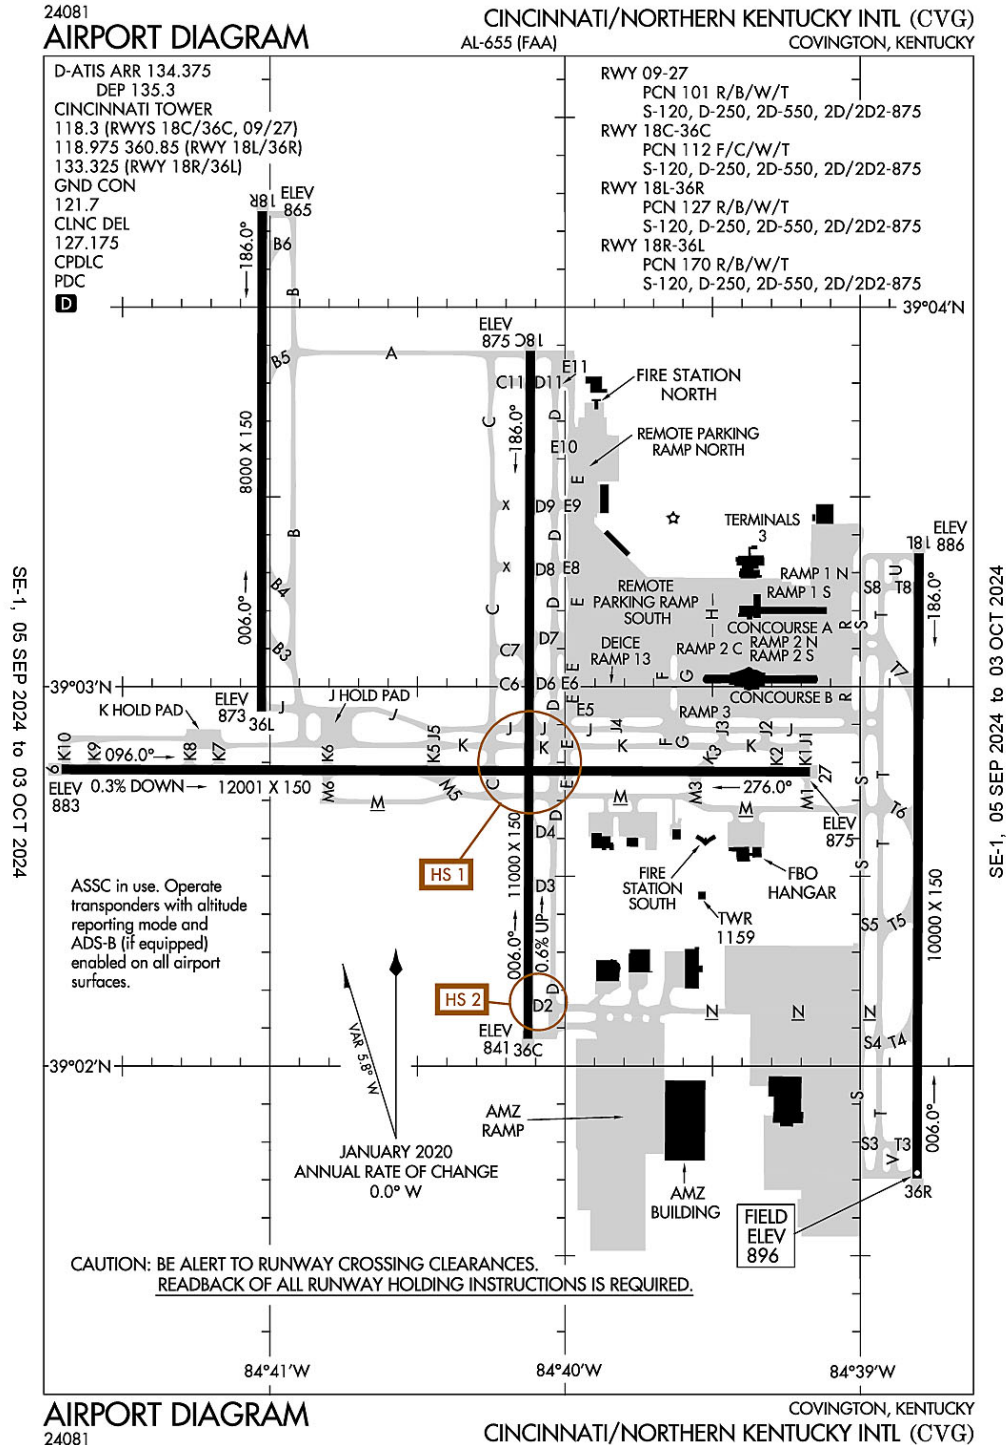 24081
AIRPORT DIAGRAM
AL-655 (FAA)
CINCINNATI/NORTHERN KENTUCKY INTL (CVG)
COVINGTON, KENTUCKY
D-ATIS ARR 134.375
DEP 135.3
CINCINNATI TOWER
118.3 (RWYS 18C/36C, 09/27)
118.975 360.85 (RWY 18L/36R)
133.325 (RWY 18R/36L)
GND CON
121.7
CLNC DEL
127.175
CPDLC
PDC
D
RWY 09-27
PCN 101 R/B/W/T
S-120, D-250, 2D-550, 2D/2D2-875
RWY 18C-36C
PCN 112 F/C/W/T
S-120, D-250, 2D-550, 2D/2D2-875
RWY 18L-36R
PCN 127 R/B/W/T
S-120, D-250, 2D-550, 2D/2D2-875
RWY 18R-36L
PCN 170 R/B/W/T
S-120, D-250, 2D-550, 2D/2D2-875
18R
ELEV
865
186.0°
B6
B
39°04'N
ELEV
875
18C
A
B5
E11
C11
D11
FIRE STATION
NORTH
C
186.0°
D
REMOTE PARKING
RAMP NORTH
E10
8000 X 150
E
X
D9
E9
TERMINALS
3
B
D
ELEV
886
18L
X
D8
E8
RAMP 1 N
S8
U
T8
186.0°
B4
REMOTE
PARKING RAMP
SOUTH
RAMP 1 S
H
006.0°
C
D
E
CONCOURSE A
R
S
T
B3
C7
D7
DEICE
RAMP 13
RAMP 2 C
RAMP 2 N
RAMP 2 S
T7
39°03'N
C6
D6
E6
E
F
G
CONCOURSE B
R
ELEV
873
36L
J
J HOLD PAD
K HOLD PAD
D
E
E5
RAMP 3
J
J5
J
J5
J
J4
J3
J2
J1
K10
K9
096.0°
K8
K7
K6
K5
K
K
E
K
F
G
K3
K
K2
K1
9
27
ELEV
883
0.3% DOWN
12001 X 150
M6
M
M5
C
E
M
M3
276.0°
M
M1
S
T
T6
ELEV
875
HS 1
11000 X 150
D
D4
FIRE
STATION
SOUTH
FBO
HANGAR
S
T
D3
TWR
1159
S5
T5
10000 X 150
ASSC in use. Operate
transponders with altitude
reporting mode and
ADS-B (if equipped)
enabled on all airport
surfaces.
006.0°
0.6% UP
D
HS 2
D2
N
N
N
ELEV
841
36C
S4
T4
39°02'N
VAR 5.8° W
AMZ
RAMP
S
T
006.0°
JANUARY 2020
ANNUAL RATE OF CHANGE
0.0° W
S3
T3
V
36R
AMZ
BUILDING
FIELD
ELEV
896
CAUTION: BE ALERT TO RUNWAY CROSSING CLEARANCES.
READBACK OF ALL RUNWAY HOLDING INSTRUCTIONS IS REQUIRED.
84°41'W
84°40'W
84°39'W
SE-1, 05 SEP 2024 to 03 OCT 2024
SE-1, 05 SEP 2024 to 03 OCT 2024
AIRPORT DIAGRAM
24081
COVINGTON, KENTUCKY
CINCINNATI/NORTHERN KENTUCKY INTL (CVG)